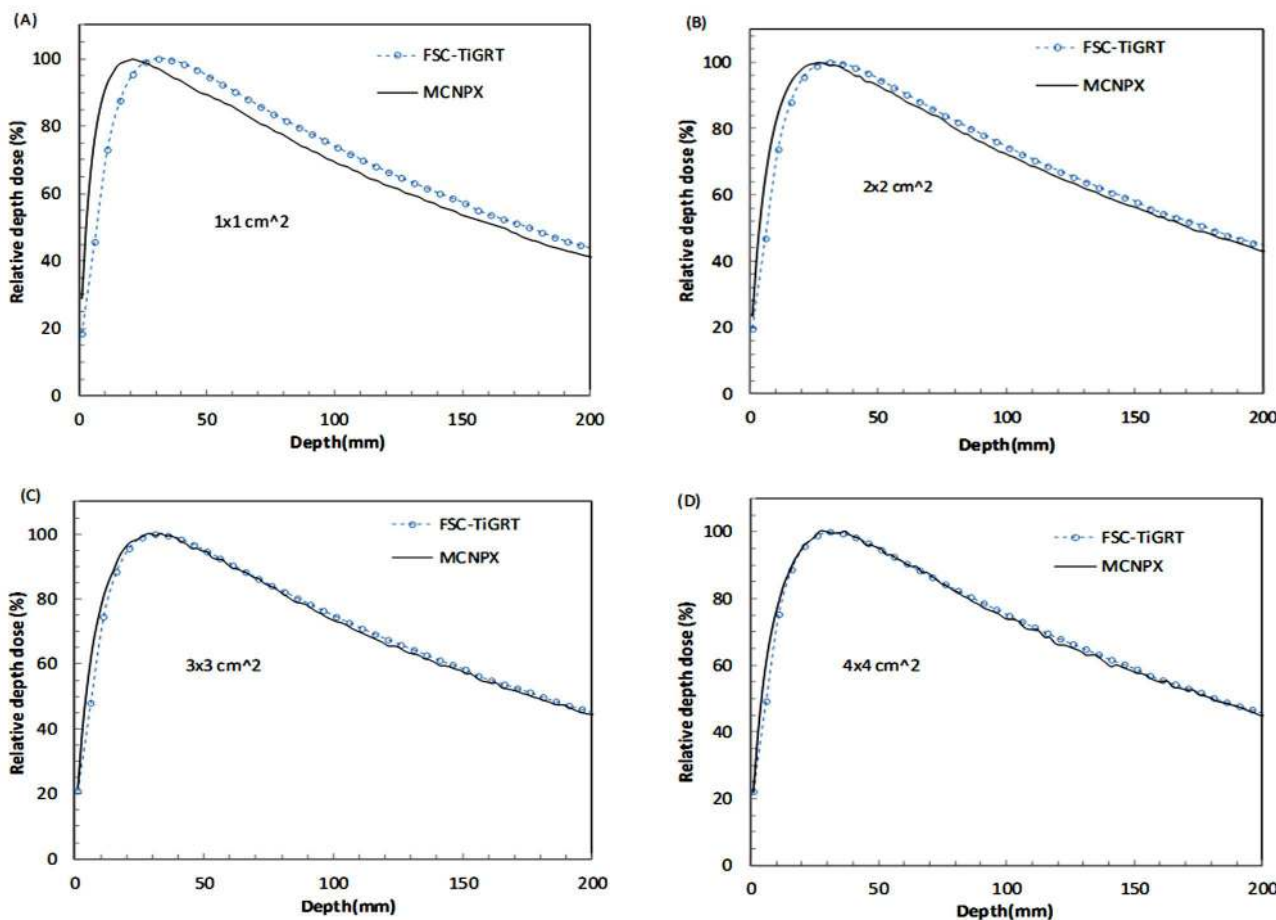 (A)
FSC-TiGRT
MCNPX
1x1 cm^2
Relative depth dose (%)
120
100
80
60
40
20
0
0 50 100 150 200
Depth(mm)
(B)
FSC-TiGRT
MCNPX
2x2 cm^2
Relative depth dose (%)
120
100
80
60
40
20
0
0 50 100 150 200
Depth(mm)
(C)
FSC-TiGRT
MCNPX
3x3 cm^2
Relative depth dose (%)
100
80
60
40
20
0
0 50 100 150 200
Depth(mm)
(D)
FSC-TiGRT
MCNPX
4x4 cm^2
Relative depth dose (%)
100
80
60
40
20
0
0 50 100 150 200
Depth(mm)